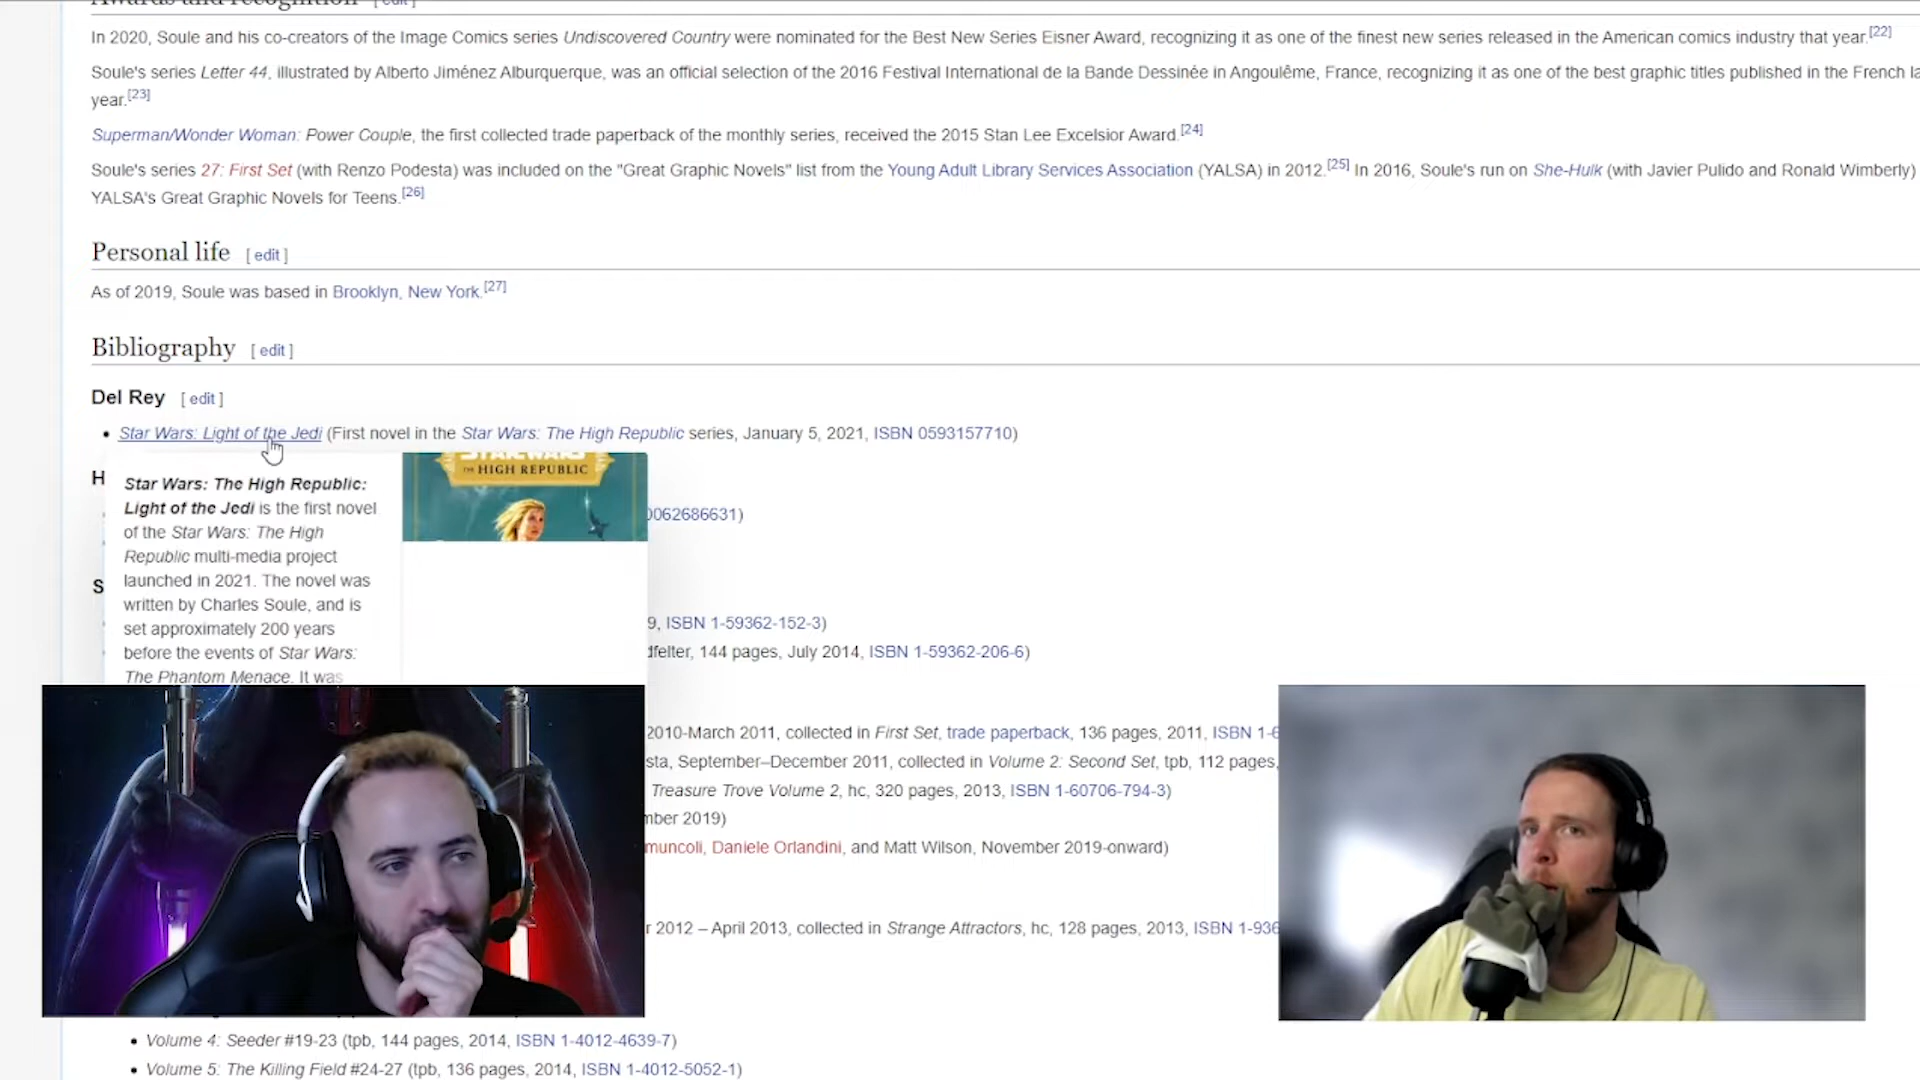 Awards and recognition [ edit ]
In 2020, Soule and his co-creators of the Image Comics series Undiscovered Country were nominated for the Best New Series Eisner Award, recognizing it as one of the finest new series released in the American comics industry that year.[22]
Soule's series Letter 44, illustrated by Alberto Jiménez Alburquerque, was an official selection of the 2016 Festival International de la Bande Dessinée in Angoulême, France, recognizing it as one of the best graphic titles published in the French la
year.[23]
Superman/Wonder Woman: Power Couple, the first collected trade paperback of the monthly series, received the 2015 Stan Lee Excelsior Award.[24]
Soule's series 27: First Set (with Renzo Podesta) was included on the "Great Graphic Novels" list from the Young Adult Library Services Association (YALSA) in 2012.[25] In 2016, Soule's run on She-Hulk (with Javier Pulido and Ronald Wimberly)
YALSA's Great Graphic Novels for Teens.[26]
Personal life [ edit ]
As of 2019, Soule was based in Brooklyn, New York.[27]
Bibliography [ edit ]
Del Rey [ edit ]
• Star Wars: Light of the Jedi (First novel in the Star Wars: The High Republic series, January 5, 2021, ISBN 0593157710)
H
Star Wars: The High Republic:
Light of the Jedi is the first novel
of the Star Wars: The High
Republic multi-media project
launched in 2021. The novel was
written by Charles Soule, and is
set approximately 200 years
before the events of Star Wars:
The Phantom Menace. It was
STAR WARS
THE HIGH REPUBLIC
0062686631)
S
9, ISBN 1-59362-152-3)
dfelter, 144 pages, July 2014, ISBN 1-59362-206-6)
2010-March 2011, collected in First Set, trade paperback, 136 pages, 2011, ISBN 1-6
sta, September–December 2011, collected in Volume 2: Second Set, tpb, 112 pages,
Treasure Trove Volume 2, hc, 320 pages, 2013, ISBN 1-60706-794-3)
mber 2019)
muncoli, Daniele Orlandini, and Matt Wilson, November 2019-onward)
r 2012 – April 2013, collected in Strange Attractors, hc, 128 pages, 2013, ISBN 1-936
• Volume 4: Seeder #19-23 (tpb, 144 pages, 2014, ISBN 1-4012-4639-7)
• Volume 5: The Killing Field #24-27 (tpb, 136 pages, 2014, ISBN 1-4012-5052-1)